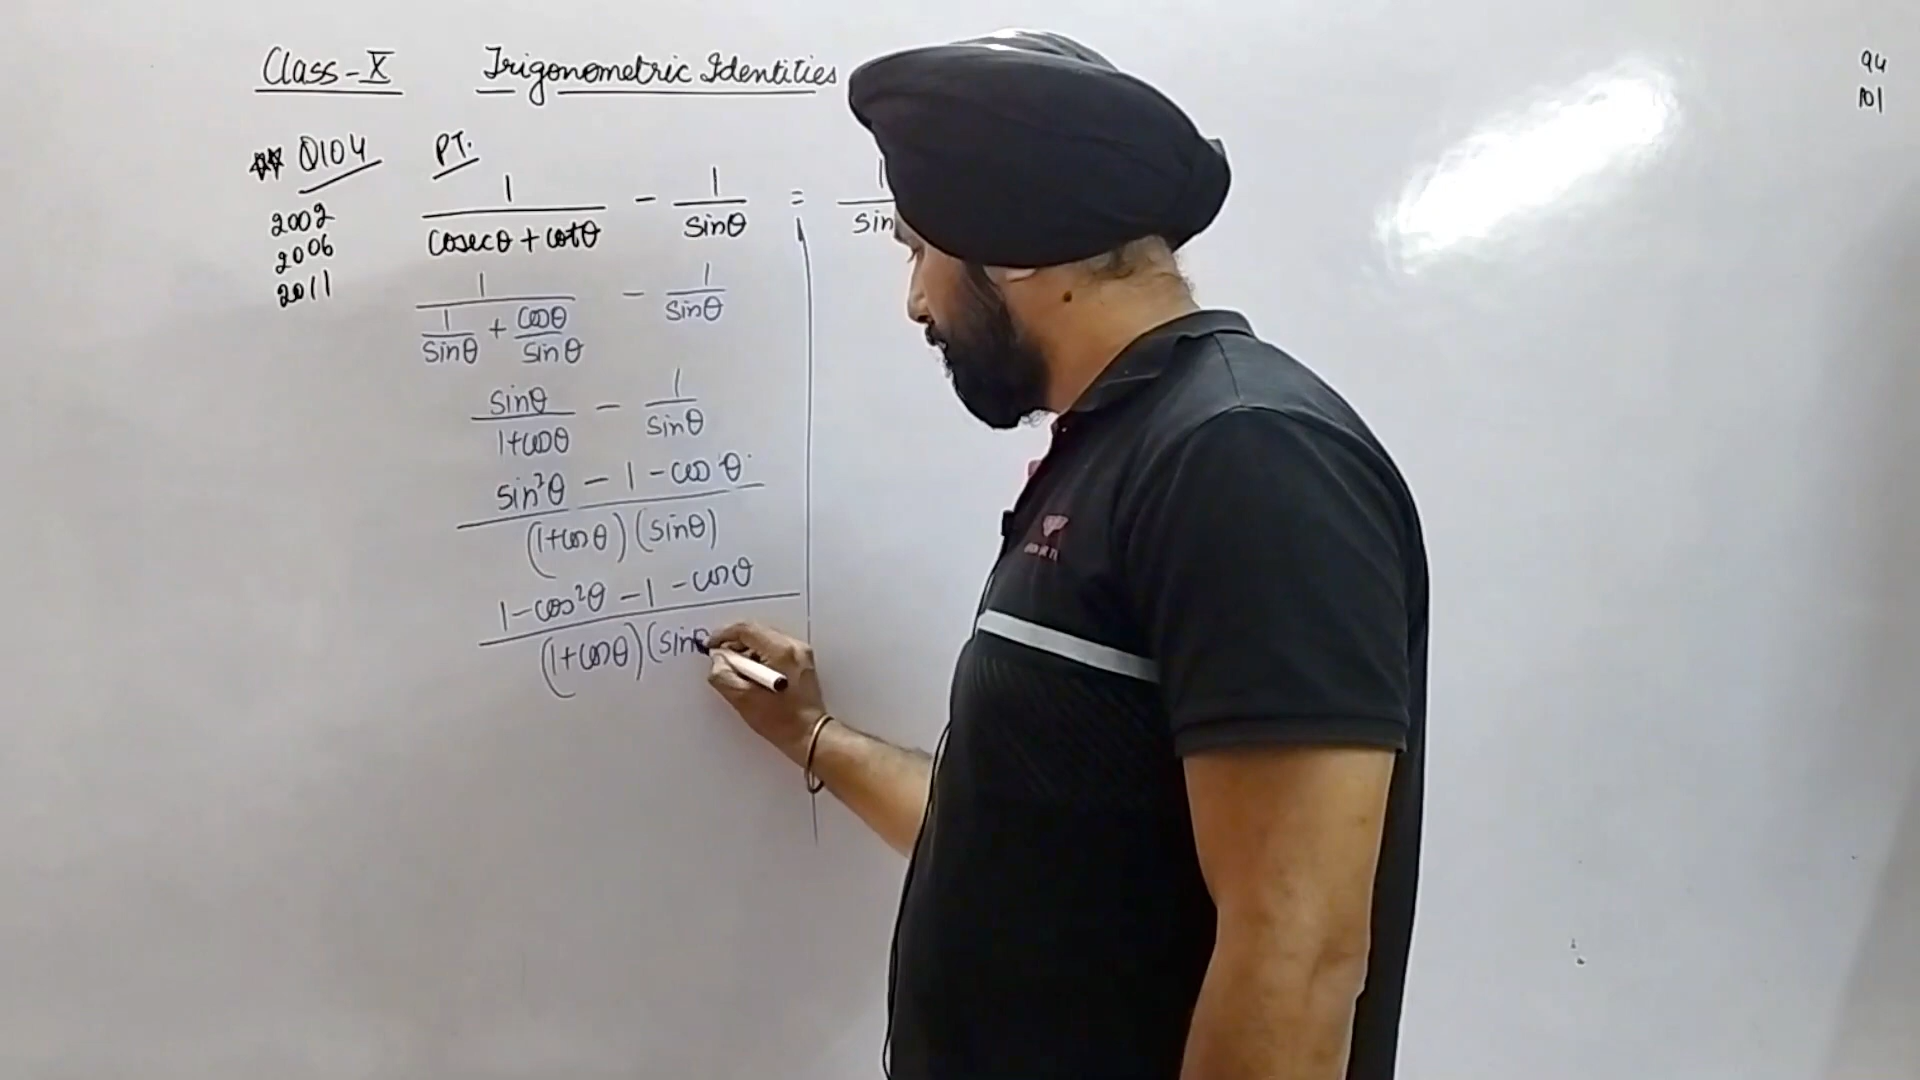 Class-X Trigonometric Identities
94
101
Q104 PT.
2002
2006
2011
1/(cosecθ + cotθ) - 1/sinθ = 1/sin
1/(1/sinθ + cosθ/sinθ) - 1/sinθ
sinθ/(1+cosθ) - 1/sinθ
(sin²θ - 1 - cosθ)/((1+cosθ)(sinθ))
(1-cos²θ - 1 - cosθ)/((1+cosθ)(sinθ